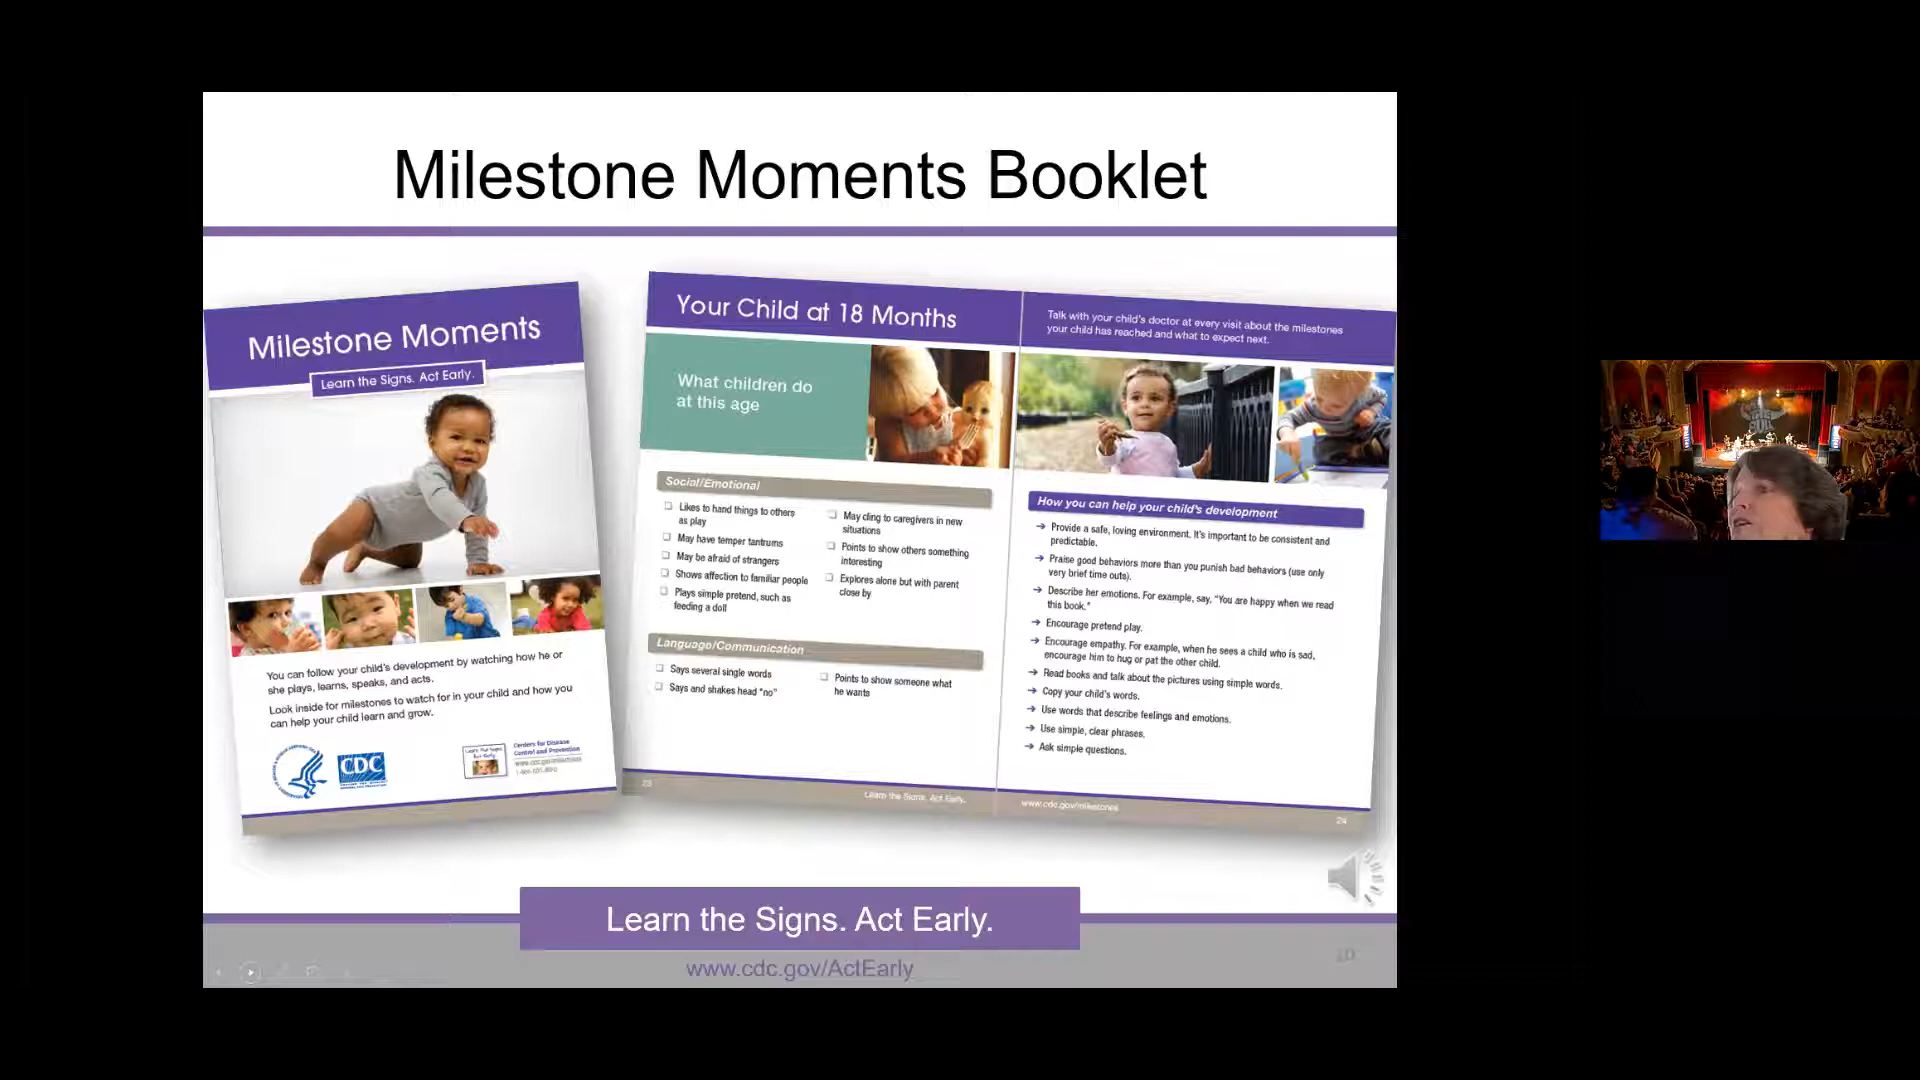 Milestone Moments Booklet
Milestone Moments
Learn the Signs. Act Early.
You can follow your child's development by watching how he or
she plays, learns, speaks, and acts.
Look inside for milestones to watch for in your child and how you
can help your child learn and grow.
CDC
Centers for Disease
Control and Prevention
www.cdc.gov/milestones
Your Child at 18 Months
What children do
at this age
Social/Emotional
❑ Likes to hand things to others
as play
❑ May have temper tantrums
❑ May be afraid of strangers
❑ Shows affection to familiar people
❑ Plays simple pretend, such as
feeding a doll
❑ May cling to caregivers in new
situations
❑ Points to show others something
interesting
❑ Explores alone but with parent
close by
Language/Communication
❑ Says several single words
❑ Says and shakes head "no"
❑ Points to show someone what
he wants
23
Learn the Signs. Act Early.
Talk with your child's doctor at every visit about the milestones
your child has reached and what to expect next.
How you can help your child's development
→ Provide a safe, loving environment. It's important to be consistent and
predictable.
→ Praise good behaviors more than you punish bad behaviors (use only
very brief time outs).
→ Describe her emotions. For example, say, "You are happy when we read
this book."
→ Encourage pretend play.
→ Encourage empathy. For example, when he sees a child who is sad,
encourage him to hug or pat the other child.
→ Read books and talk about the pictures using simple words.
→ Copy your child's words.
→ Use words that describe feelings and emotions.
→ Use simple, clear phrases.
→ Ask simple questions.
www.cdc.gov/milestones
24
Learn the Signs. Act Early.
www.cdc.gov/ActEarly
10